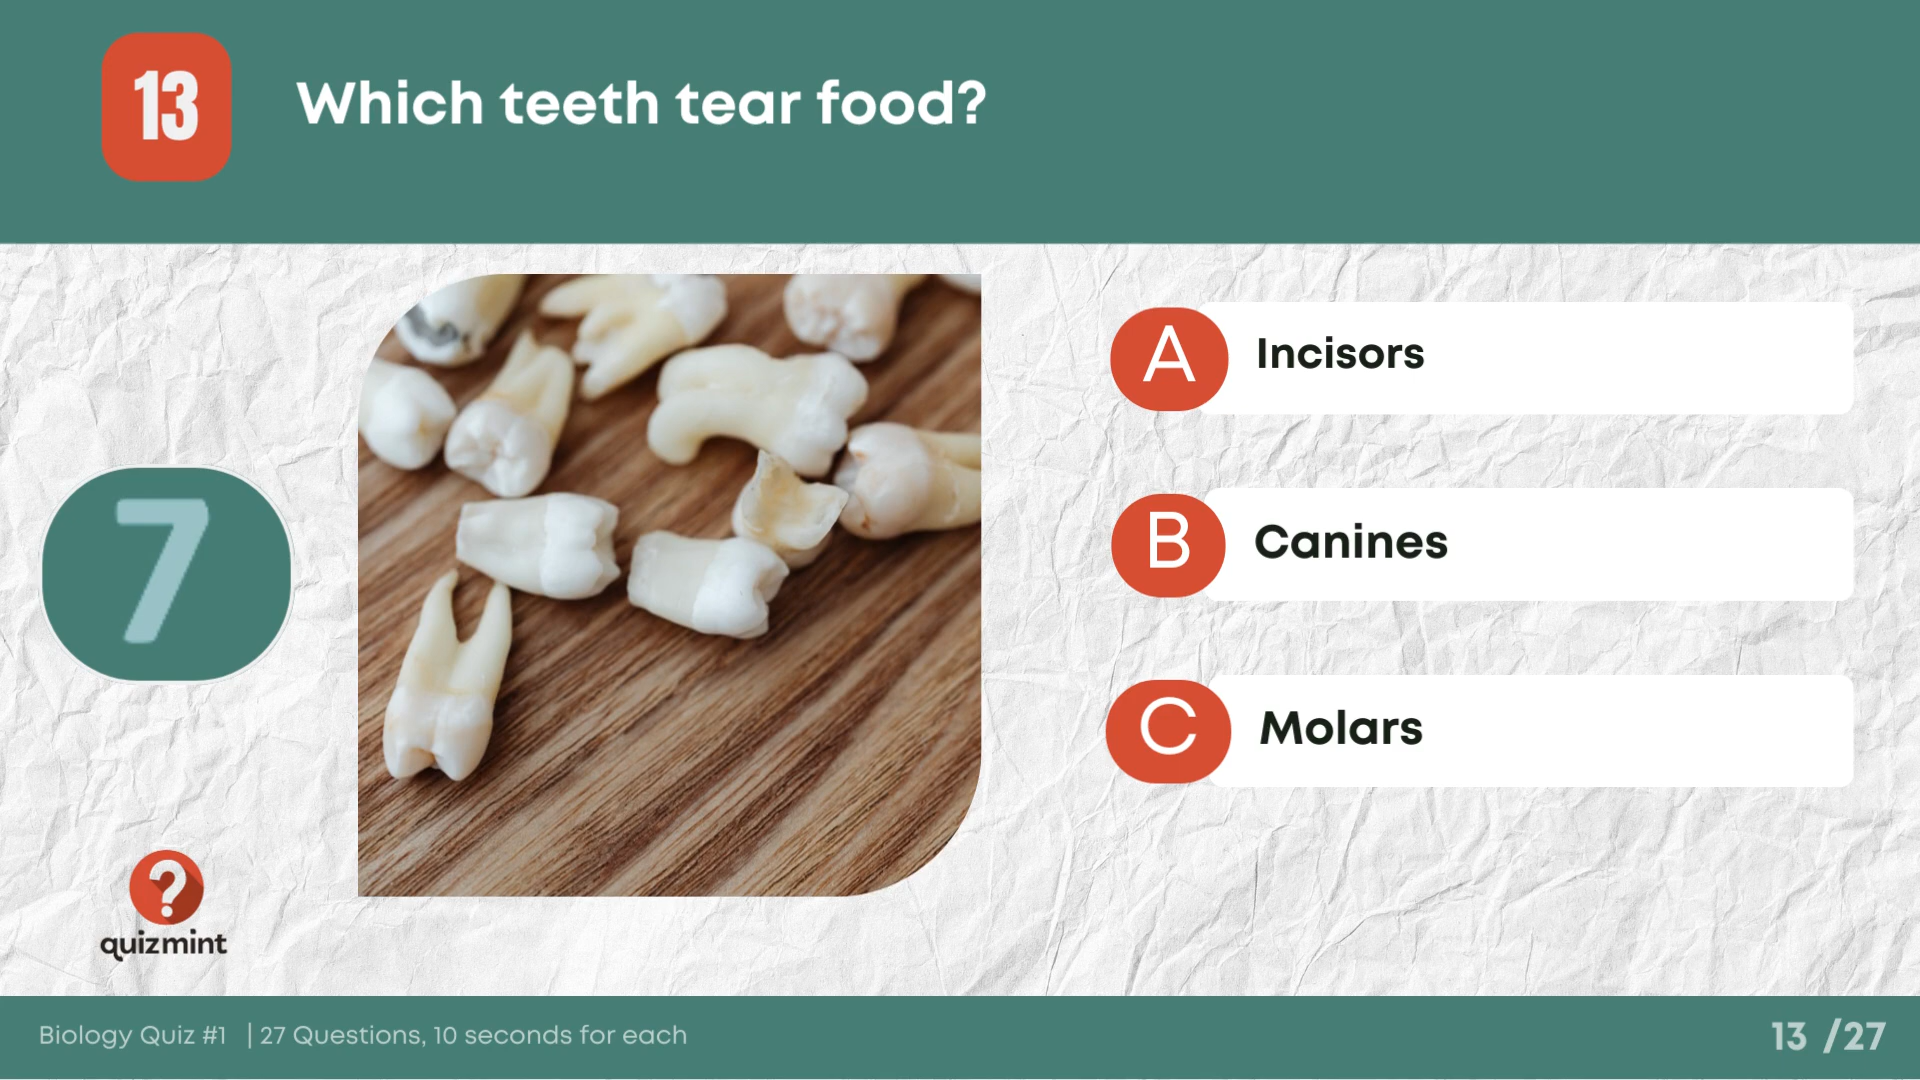 13
Which teeth tear food?
7
A
Incisors
B
Canines
C
Molars
?
quizmint
Biology Quiz #1 | 27 Questions, 10 seconds for each
13 /27